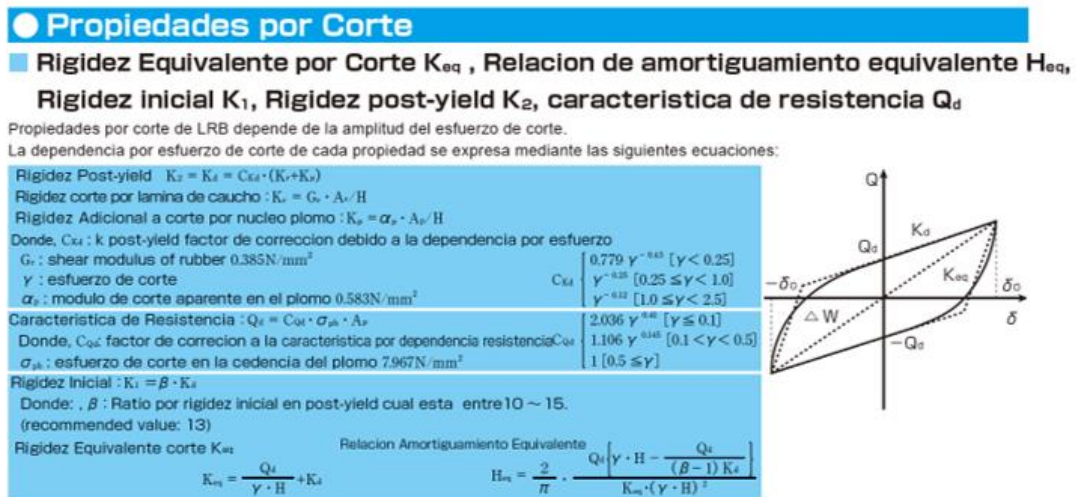 ● Propiedades por Corte
■ Rigidez Equivalente por Corte Keq , Relacion de amortiguamiento equivalente Heq,
Rigidez inicial K₁, Rigidez post-yield K₂, caracteristica de resistencia Qd
Propiedades por corte de LRB depende de la amplitud del esfuerzo de corte.
La dependencia por esfuerzo de corte de cada propiedad se expresa mediante las siguientes ecuaciones:
Rigidez Post-yield K₂ = Kd = CKd·(Kr+Kp)
Rigidez corte por lamina de caucho : Kr = Gr · Ar/H
Rigidez Adicional a corte por nucleo plomo : Kp = αp · Ap/H
Donde, CKd : k post-yield factor de correccion debido a la dependencia por esfuerzo
Gr : shear modulus of rubber 0.385N/mm²
γ : esfuerzo de corte
αp : modulo de corte aparente en el plomo 0.583N/mm²
CKd
0.779 γ⁻⁰·⁴³ [γ < 0.25]
γ⁻⁰·²⁵ [0.25 ≤ γ < 1.0]
γ⁻⁰·¹² [1.0 ≤ γ < 2.5]
Caracteristica de Resistencia : Qd = CQd · σph · Ap
Donde, CQd: factor de correcion a la caracteristica por dependencia resistencia
σph : esfuerzo de corte en la cedencia del plomo 7.967N/mm²
CQd
2.036 γ⁰·⁴¹ [γ ≤ 0.1]
1.106 γ⁰·¹⁴⁵ [0.1 < γ < 0.5]
1 [0.5 ≤ γ]
Rigidez Inicial : K₁ = β · Kd
Donde: , β : Ratio por rigidez inicial en post-yield cual esta entre 10 ~ 15.
(recommended value: 13)
Rigidez Equivalente corte Keq
Keq = Qd / γ · H + Kd
Relacion Amortiguamiento Equivalente
Heq = 2 / π · Qd{γ · H − Qd / (β−1) Kd} / Keq·(γ · H)²
Q
Qd
Kd
Keq
−δ₀
δ₀
δ
△W
−Qd